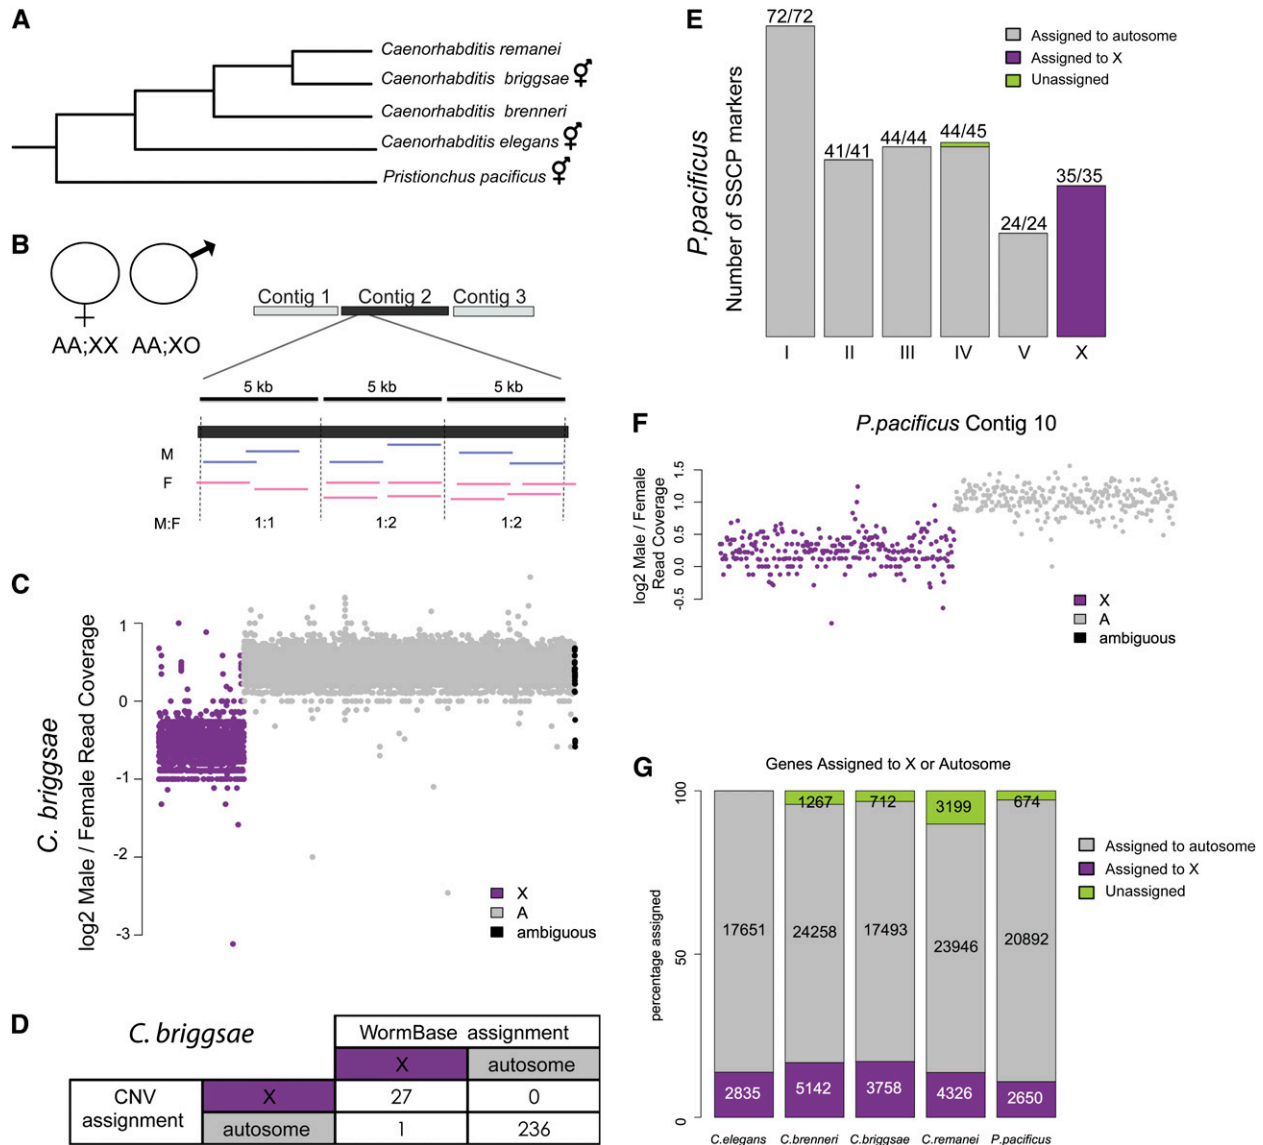 A
Caenorhabditis remanei
Caenorhabditis briggsae
Caenorhabditis brenneri
Caenorhabditis elegans
Pristionchus pacificus
B
AA;XX AA;XO
Contig 1 Contig 2 Contig 3
5 kb 5 kb 5 kb
M
F
M:F 1:1 1:2 1:2
C
C. briggsae
log2 Male / Female Read Coverage
1
0
-1
-2
-3
X
A
ambiguous
D
C. briggsae
WormBase assignment
X autosome
CNV assignment
X 27 0
autosome 1 236
E
P.pacificus
Number of SSCP markers
72/72
41/41
44/44
44/45
24/24
35/35
I II III IV V X
Assigned to autosome
Assigned to X
Unassigned
F
P.pacificus Contig 10
log2 Male / Female
Read Coverage
1.5
1.0
0.5
0.0
-0.5
X
A
ambiguous
G
Genes Assigned to X or Autosome
percentage assigned
100
50
0
1267 712 3199 674
17651 24258 17493 23946 20892
2835 5142 3758 4326 2650
C.elegans C.brenneri C.briggsae C.remanei P.pacificus
Assigned to autosome
Assigned to X
Unassigned